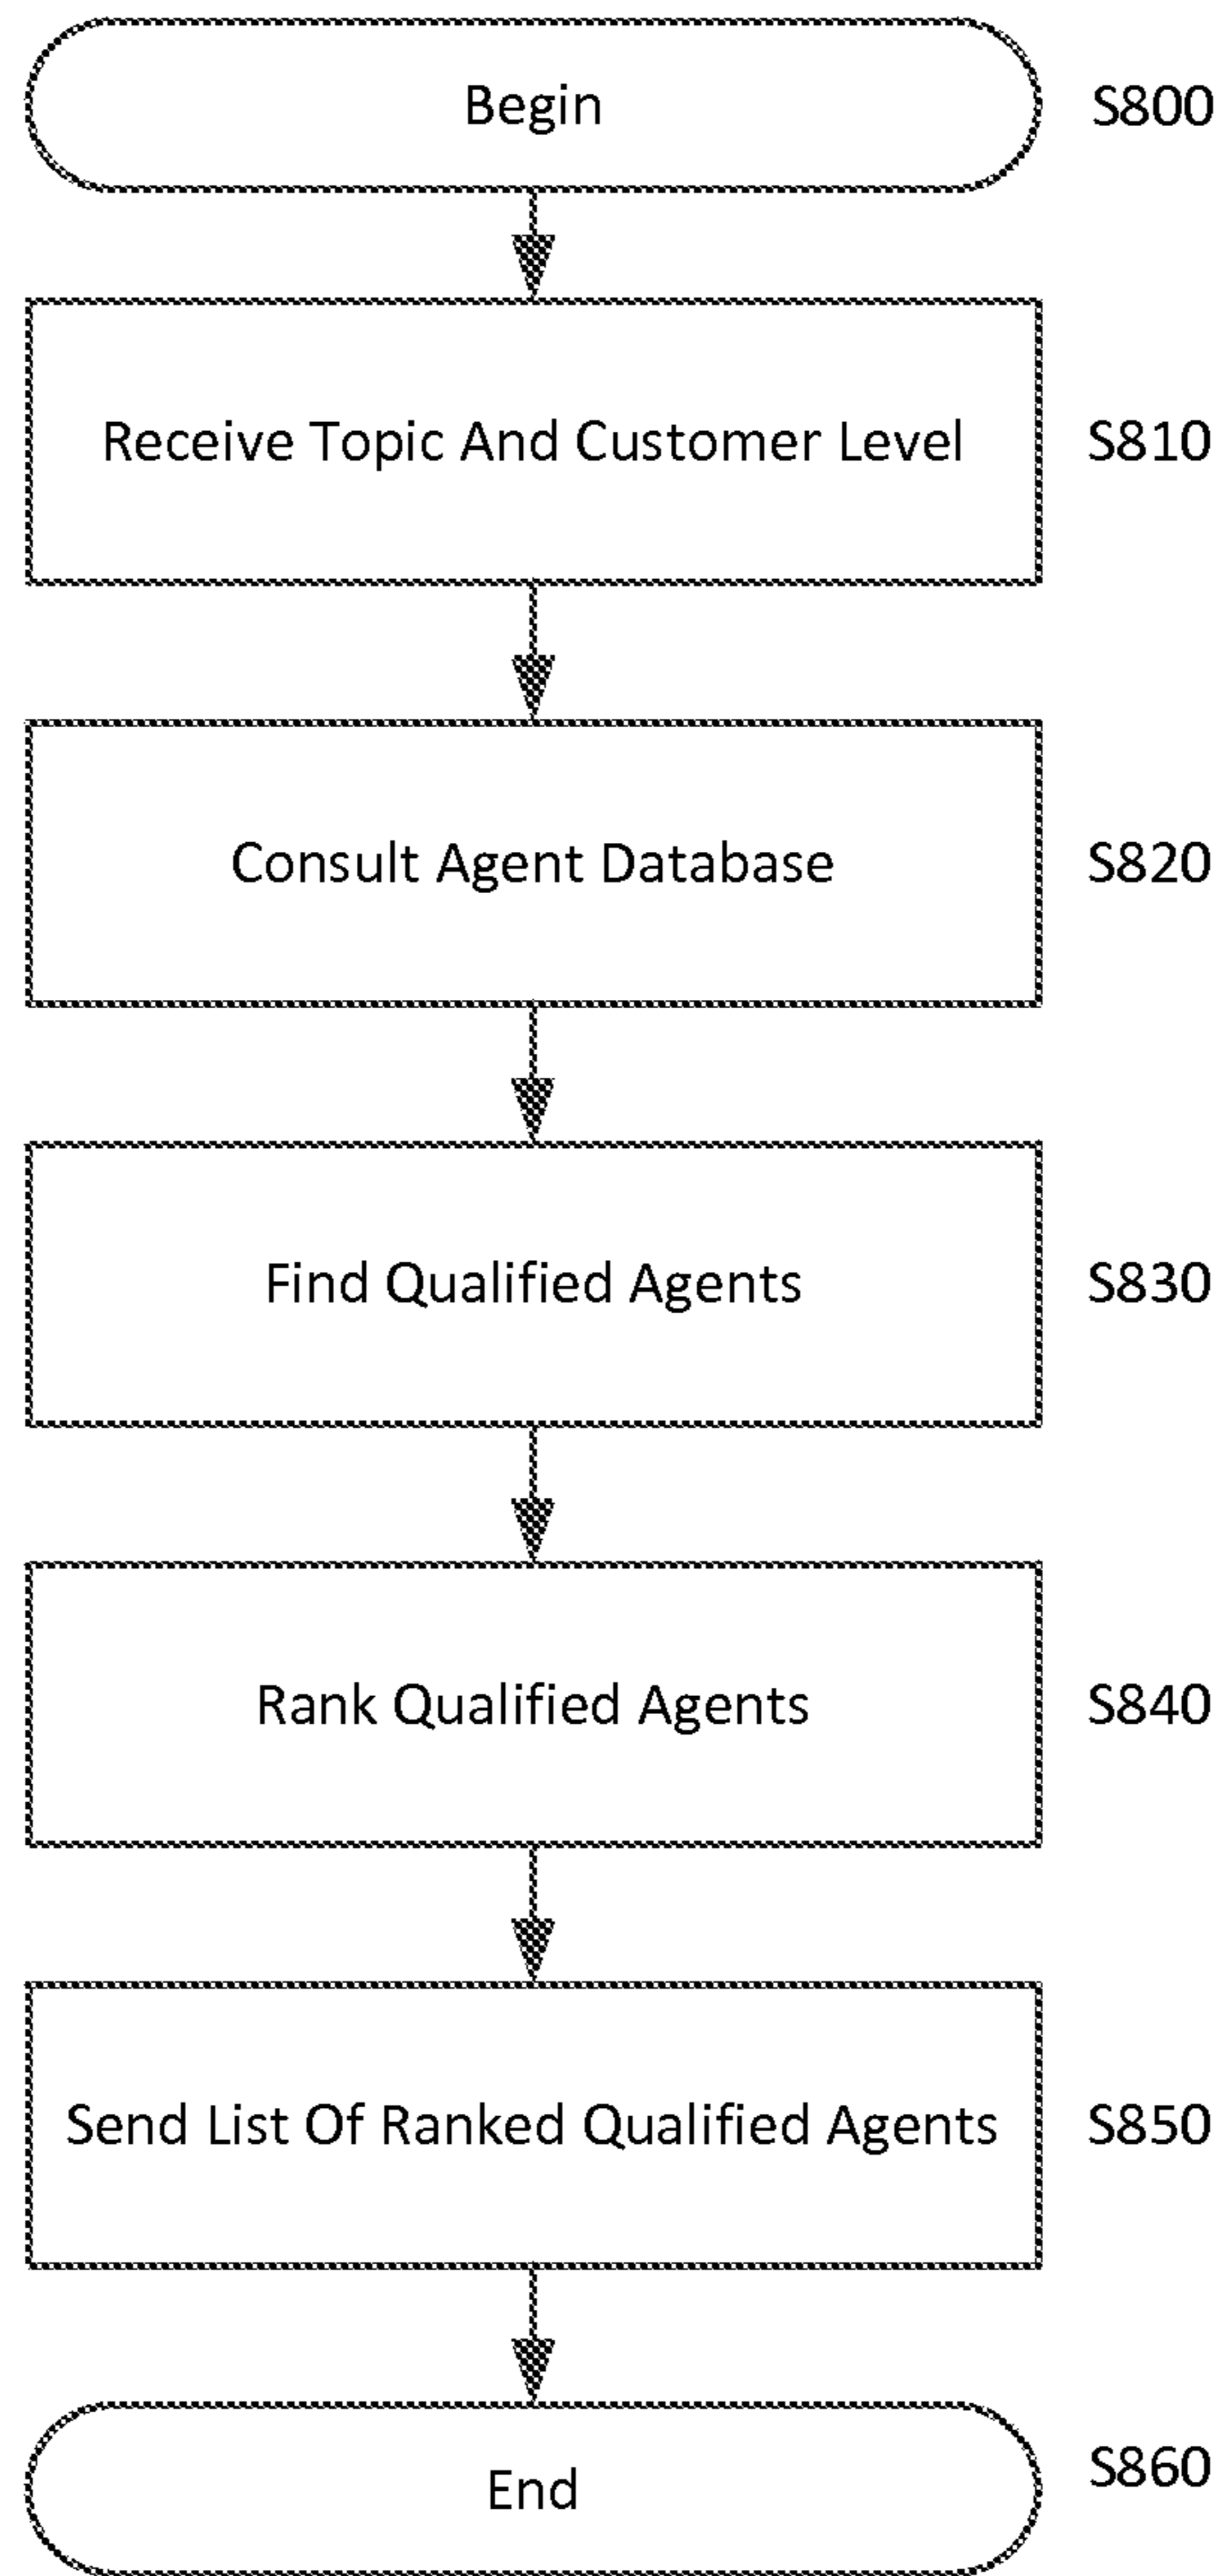 Begin S800
Receive Topic And Customer Level S810
Consult Agent Database S820
Find Qualified Agents S830
Rank Qualified Agents S840
Send List Of Ranked Qualified Agents S850
End S860